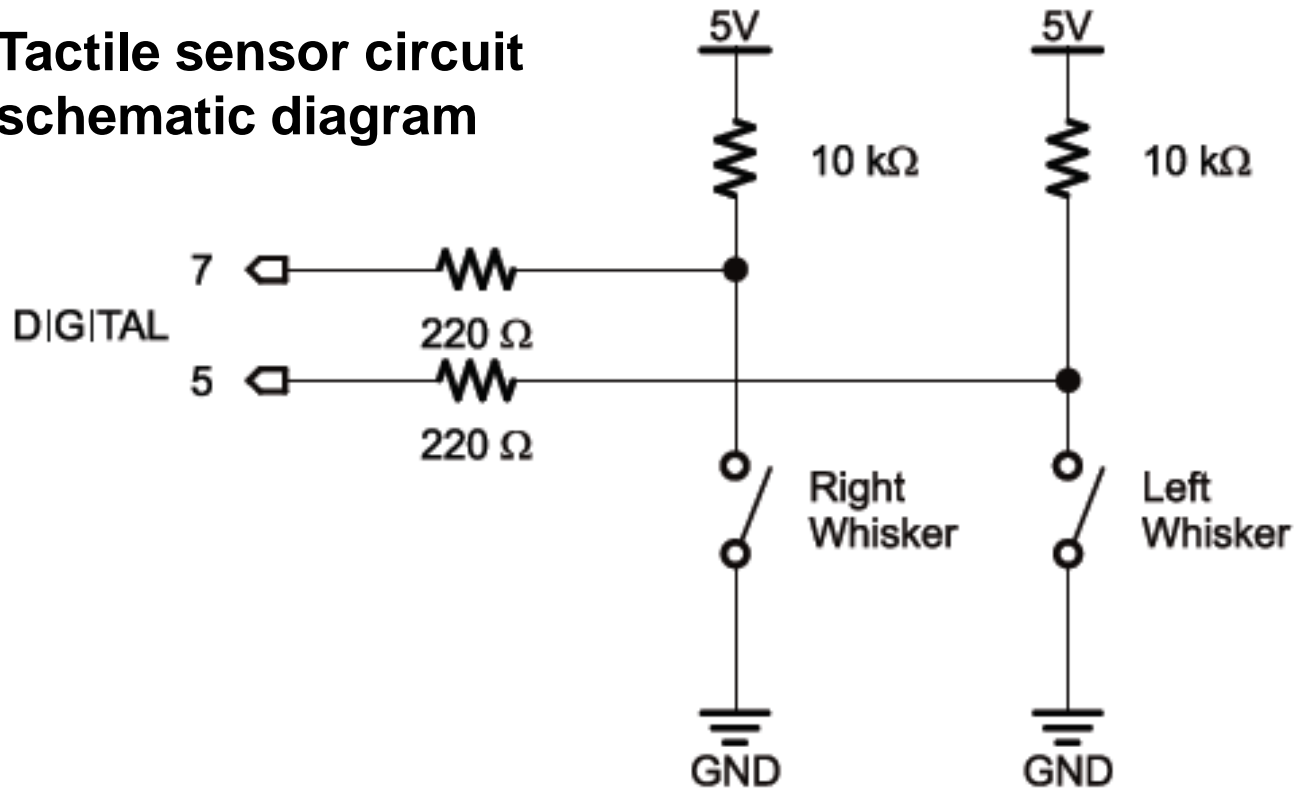 Tactile sensor circuit
schematic diagram
5V
5V
10 kΩ
10 kΩ
7
DIGITAL
220 Ω
5
220 Ω
Right
Whisker
Left
Whisker
GND
GND